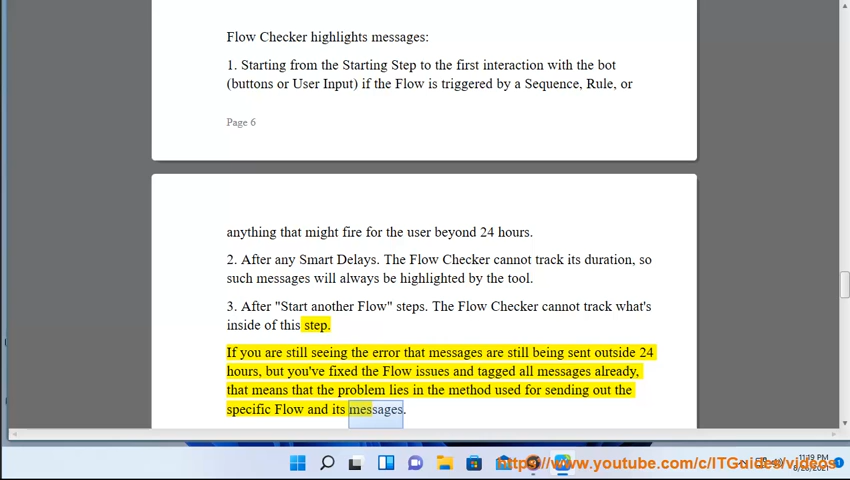 Flow Checker highlights messages:
1. Starting from the Starting Step to the first interaction with the bot
(buttons or User Input) if the Flow is triggered by a Sequence, Rule, or
Page 6
anything that might fire for the user beyond 24 hours.
2. After any Smart Delays. The Flow Checker cannot track its duration, so
such messages will always be highlighted by the tool.
3. After "Start another Flow" steps. The Flow Checker cannot track what's
inside of this step.
If you are still seeing the error that messages are still being sent outside 24
hours, but you've fixed the Flow issues and tagged all messages already,
that means that the problem lies in the method used for sending out the
specific Flow and its messages.
11:19 PM
http://www.youtube.com/c/ITGuides/videos
8/26/2021